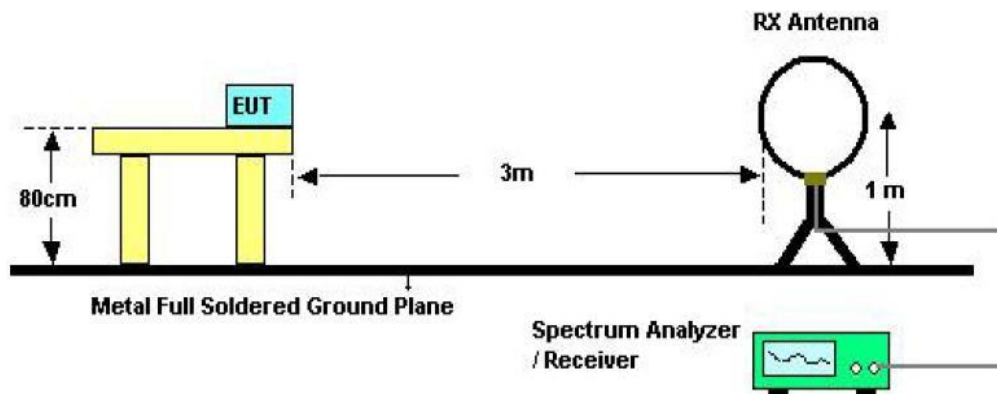 RX Antenna
EUT
80cm
3m
1 m
Metal Full Soldered Ground Plane
Spectrum Analyzer
/ Receiver